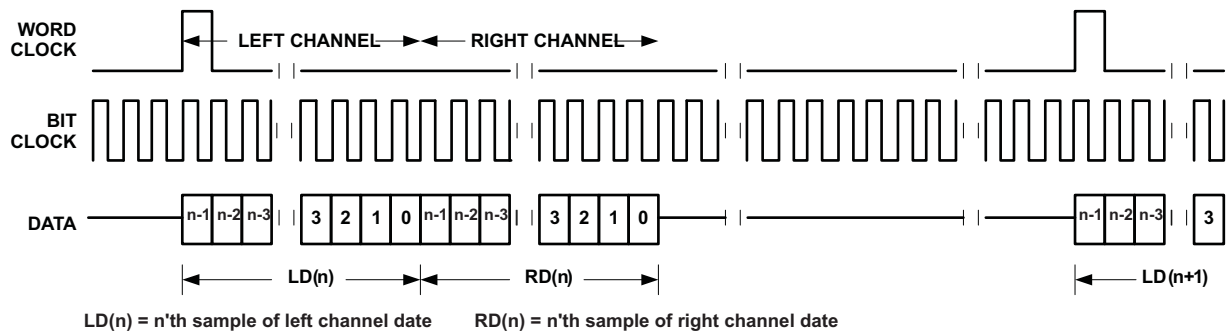 WORD CLOCK
LEFT CHANNEL RIGHT CHANNEL
BIT CLOCK
DATA
n-1 n-2 n-3 3 2 1 0 n-1 n-2 n-3 3 2 1 0 n-1 n-2 n-3 3
LD(n) RD(n) LD(n+1)
LD(n) = n'th sample of left channel date RD(n) = n'th sample of right channel date